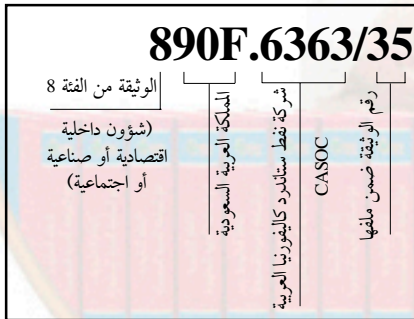 890F.6363/35
الوثيقة من الفئة 8
(شؤون داخلية
اقتصادية أو صناعية
أو اجتماعية)
المملكة العربية السعودية
شركة نفط ستاندرد كاليفورنيا العربية
CASOC
رقم الوثيقة ضمن ملفها